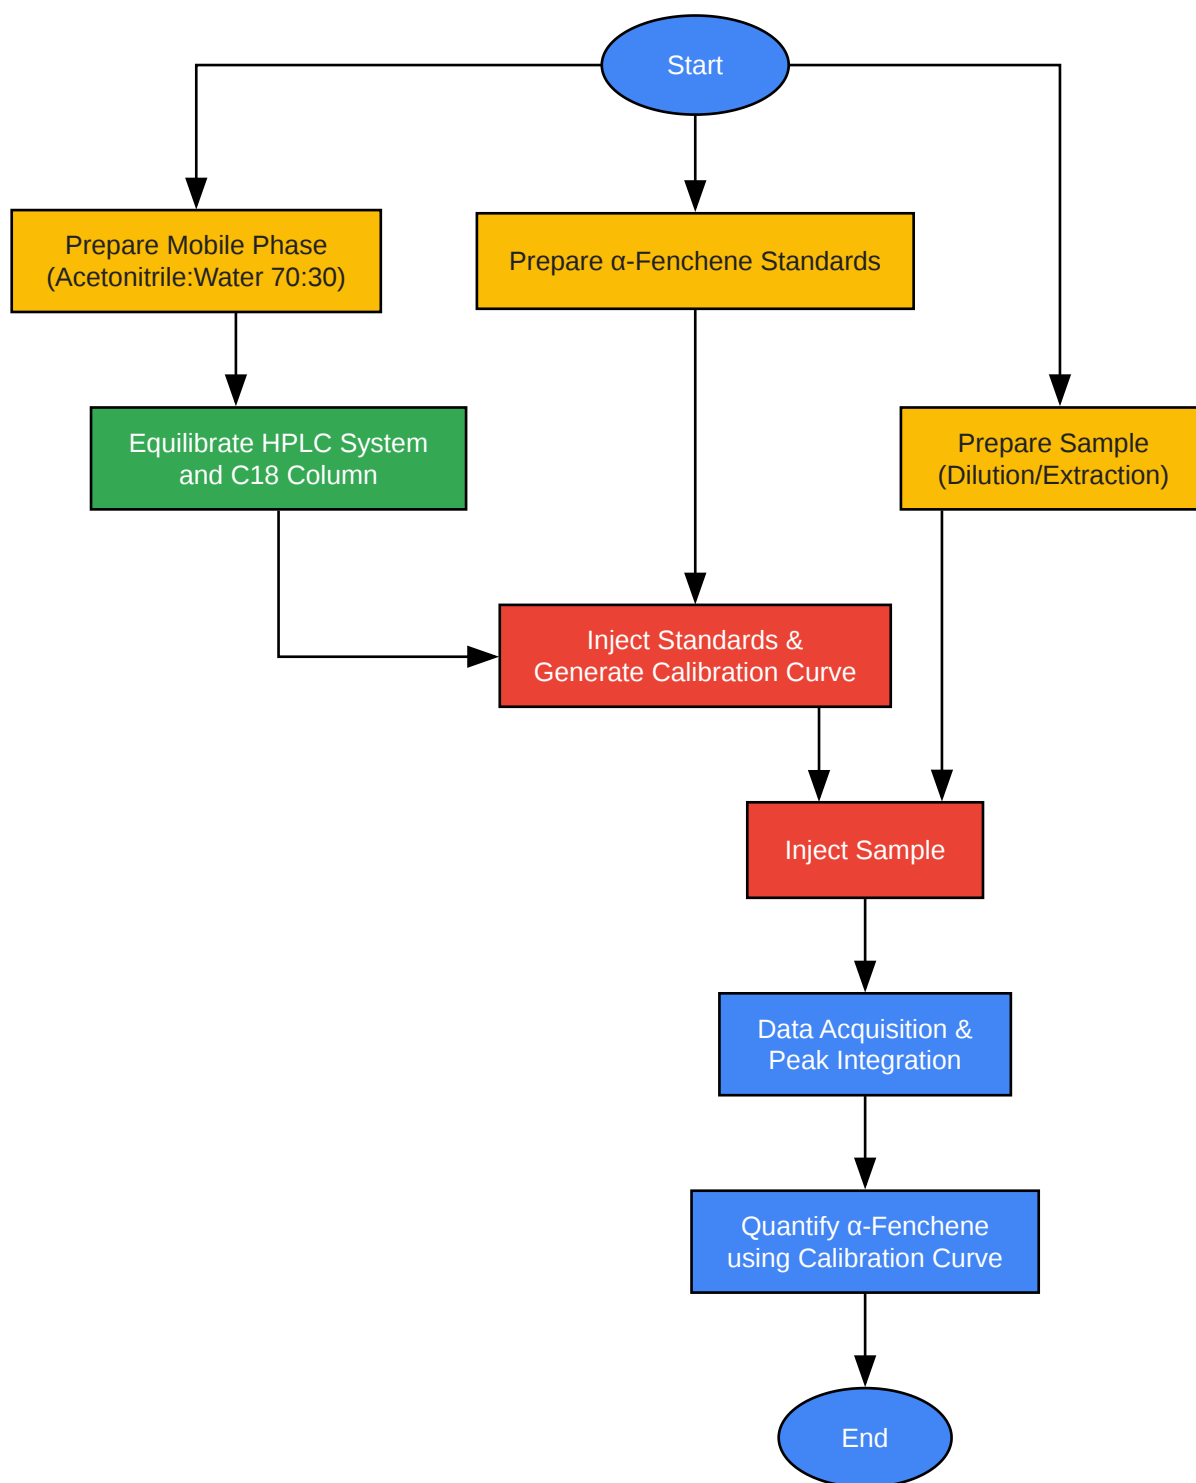 Start
Prepare Mobile Phase
(Acetonitrile:Water 70:30)
Prepare α-Fenchene Standards
Equilibrate HPLC System
and C18 Column
Prepare Sample
(Dilution/Extraction)
Inject Standards &
Generate Calibration Curve
Inject Sample
Data Acquisition &
Peak Integration
Quantify α-Fenchene
using Calibration Curve
End